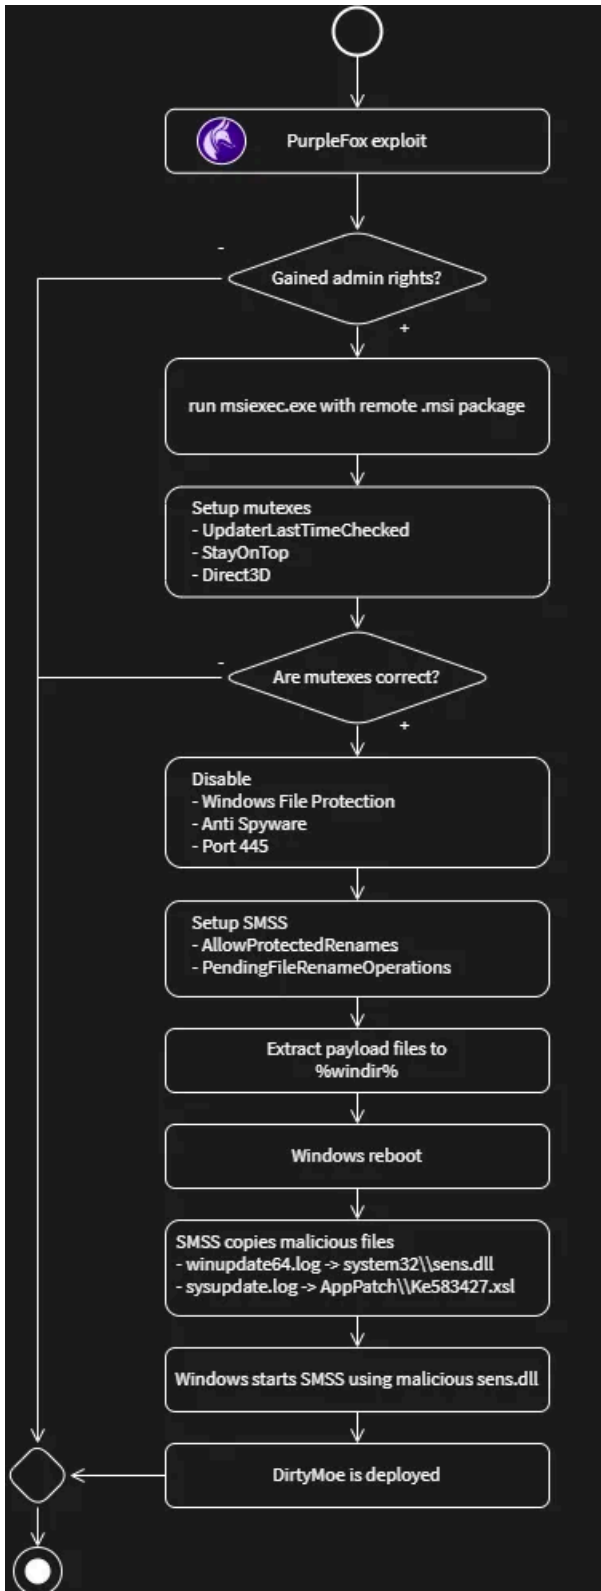 PurpleFox exploit
-
Gained admin rights?
+
run msiexec.exe with remote .msi package
Setup mutexes
- UpdaterLastTimeChecked
- StayOnTop
- Direct3D
-
Are mutexes correct?
+
Disable
- Windows File Protection
- Anti Spyware
- Port 445
Setup SMSS
- AllowProtectedRenames
- PendingFileRenameOperations
Extract payload files to
%windir%
Windows reboot
SMSS copies malicious files
- winupdate64.log -> system32\\sens.dll
- sysupdate.log -> AppPatch\\Ke583427.xsl
Windows starts SMSS using malicious sens.dll
DirtyMoe is deployed